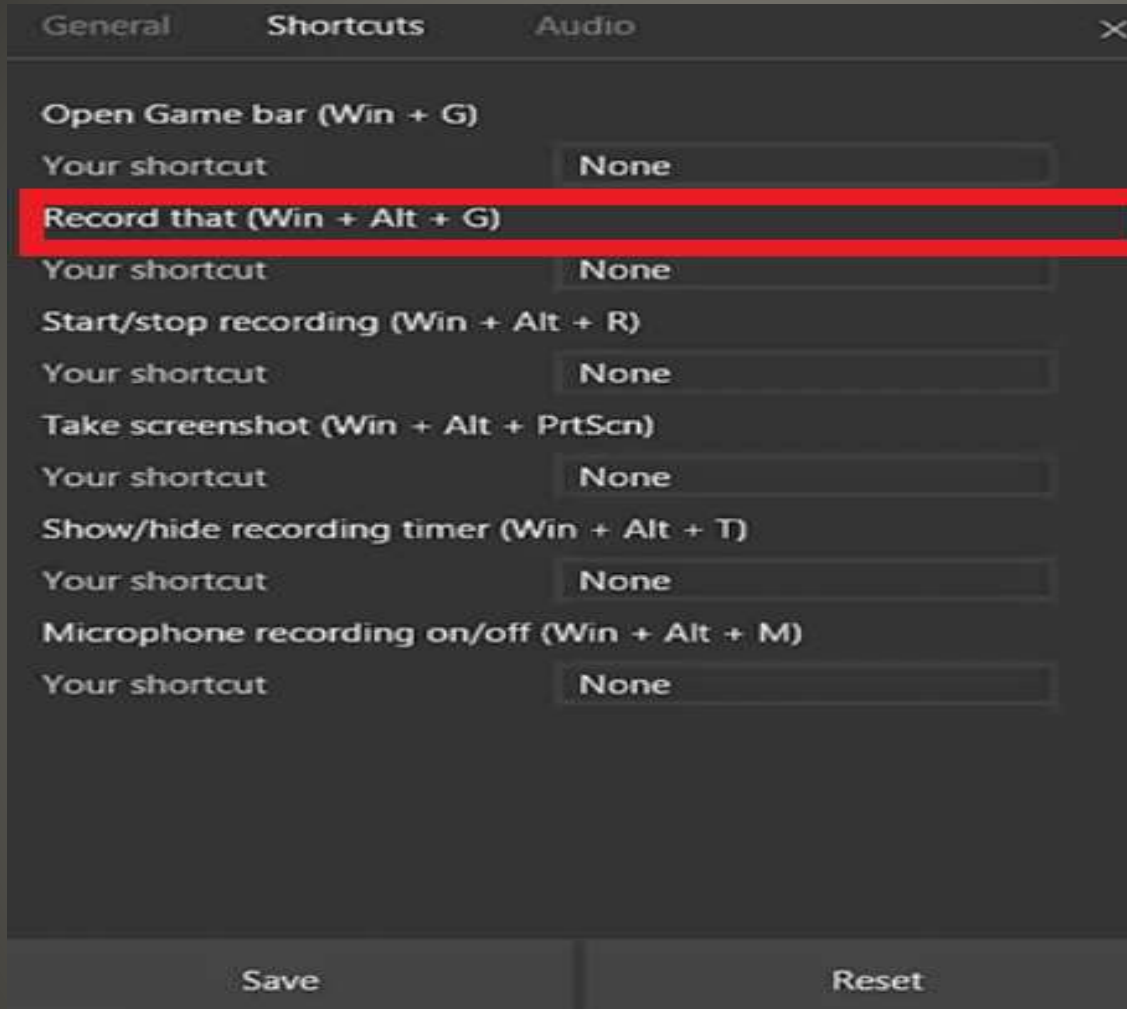 General Shortcuts Audio
Open Game bar (Win + G)
Your shortcut None
Record that (Win + Alt + G)
Your shortcut None
Start/stop recording (Win + Alt + R)
Your shortcut None
Take screenshot (Win + Alt + PrtScn)
Your shortcut None
Show/hide recording timer (Win + Alt + T)
Your shortcut None
Microphone recording on/off (Win + Alt + M)
Your shortcut None
Save Reset